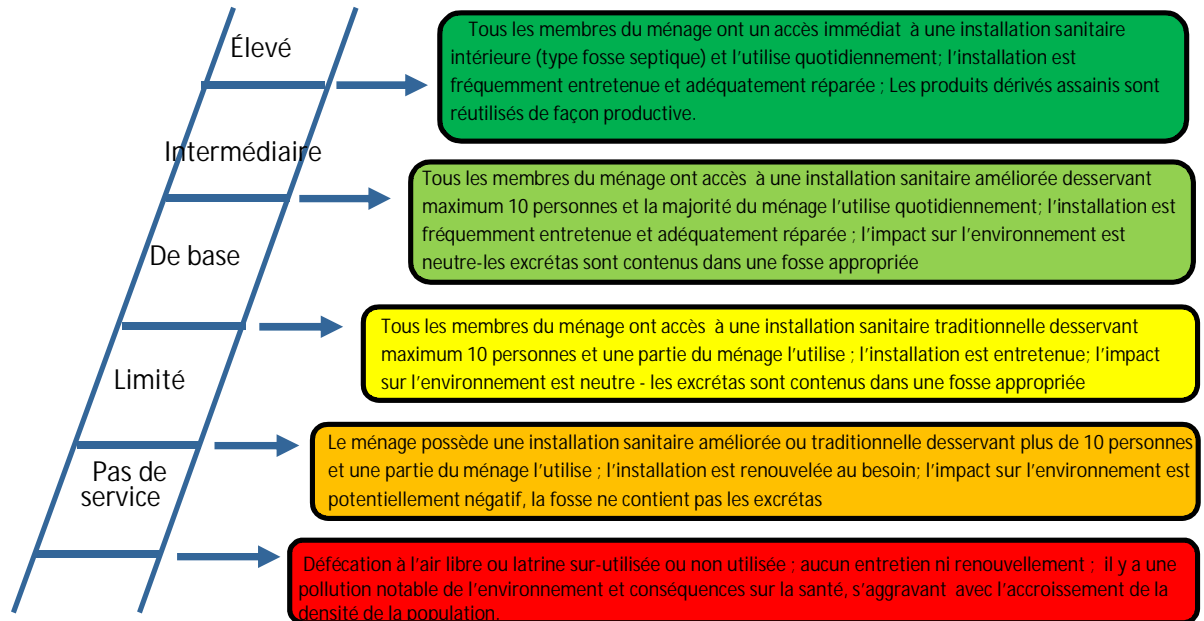 Élevé
Tous les membres du ménage ont un accès immédiat à une installation sanitaire
intérieure (type fosse septique) et l'utilise quotidiennement; l'installation est
fréquemment entretenue et adéquatement réparée ; Les produits dérivés assainis sont
réutilisés de façon productive.
Intermédiaire
Tous les membres du ménage ont accès à une installation sanitaire améliorée desservant
maximum 10 personnes et la majorité du ménage l'utilise quotidiennement; l'installation est
fréquemment entretenue et adéquatement réparée ; l'impact sur l'environnement est
neutre-les excrétas sont contenus dans une fosse appropriée
De base
Tous les membres du ménage ont accès à une installation sanitaire traditionnelle desservant
maximum 10 personnes et une partie du ménage l'utilise ; l'installation est entretenue; l'impact
sur l'environnement est neutre - les excrétas sont contenus dans une fosse appropriée
Limité
Le ménage possède une installation sanitaire améliorée ou traditionnelle desservant plus de 10 personnes
et une partie du ménage l'utilise ; l'installation est renouvelée au besoin; l'impact sur l'environnement est
potentiellement négatif, la fosse ne contient pas les excrétas
Pas de
service
Défécation à l'air libre ou latrine sur-utilisée ou non utilisée ; aucun entretien ni renouvellement ; il y a une
pollution notable de l'environnement et conséquences sur la santé, s'aggravant avec l'accroissement de la
densité de la population.